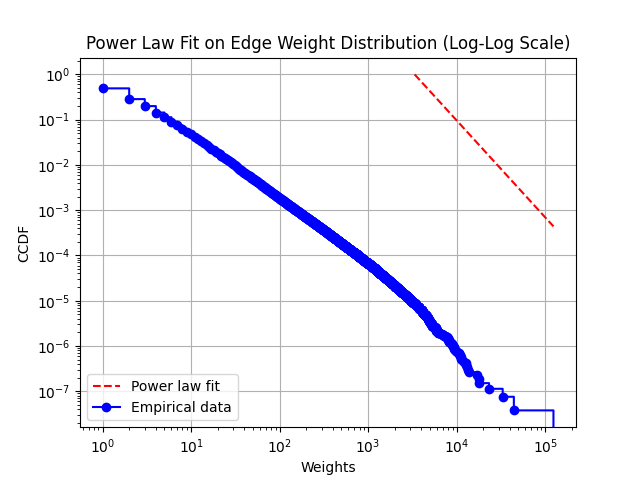 Power Law Fit on Edge Weight Distribution (Log-Log Scale)
10^0
10^-1
10^-2
10^-3
10^-4
10^-5
10^-6
10^-7
CCDF
Power law fit
Empirical data
10^0 10^1 10^2 10^3 10^4 10^5
Weights